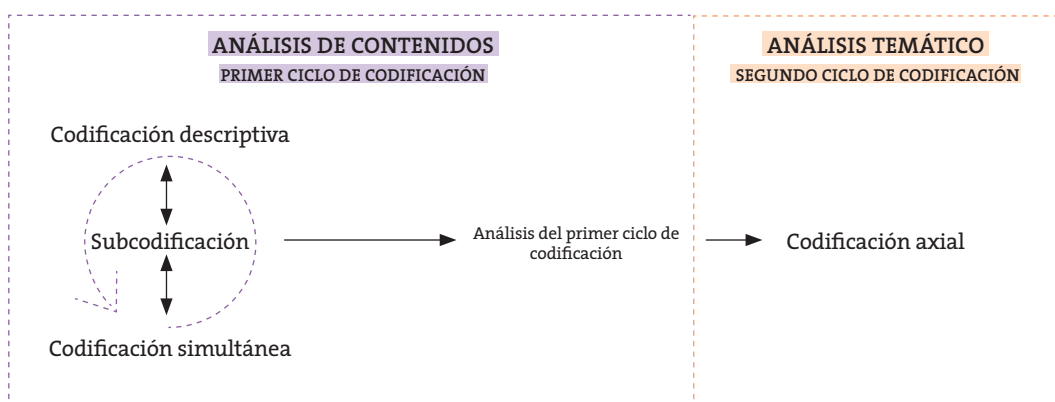 ANÁLISIS DE CONTENIDOS
PRIMER CICLO DE CODIFICACIÓN
Codificación descriptiva
Subcodificación
Codificación simultánea
Análisis del primer ciclo de
codificación
ANÁLISIS TEMÁTICO
SEGUNDO CICLO DE CODIFICACIÓN
Codificación axial